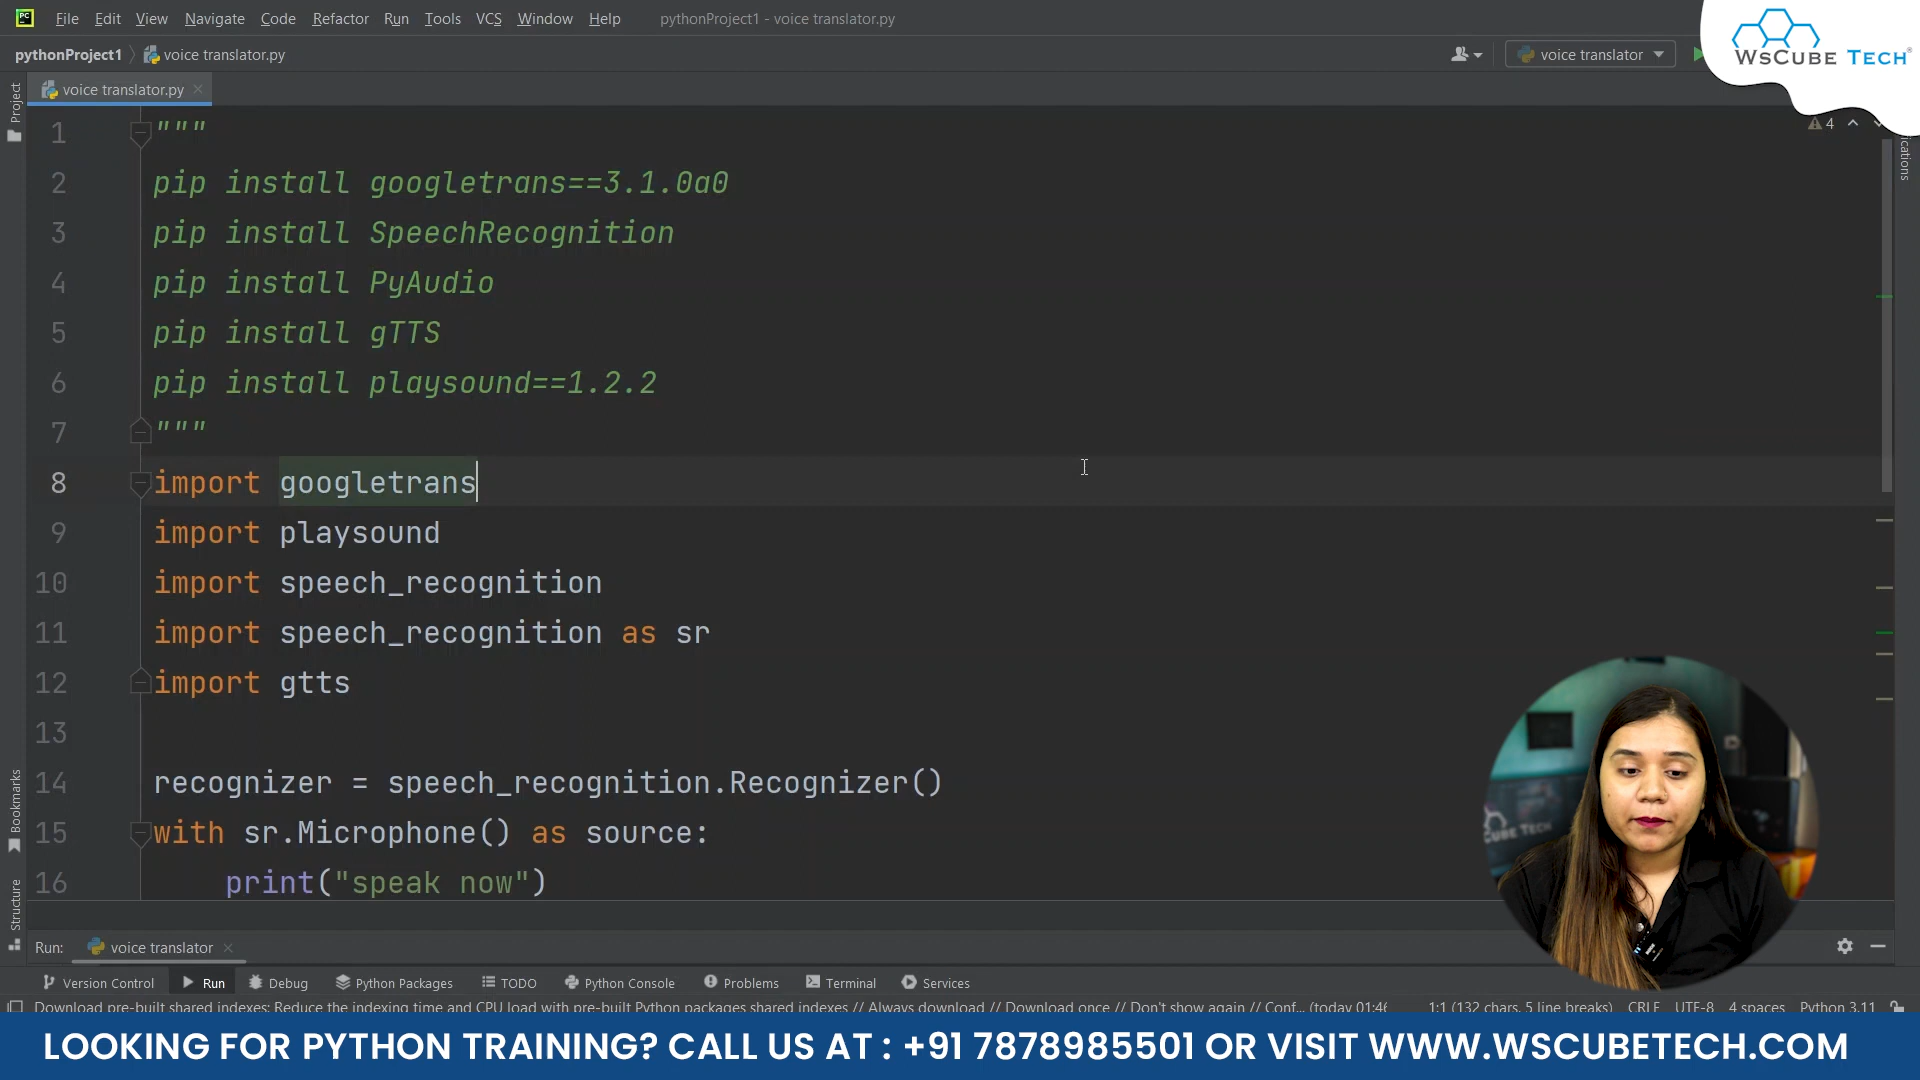 File Edit View Navigate Code Refactor Run Tools VCS Window Help pythonProject1 - voice translator.py
pythonProject1 voice translator.py
voice translator
WsCube Tech®
Project
voice translator.py
4
1 """
2 pip install googletrans==3.1.0a0
3 pip install SpeechRecognition
4 pip install PyAudio
5 pip install gTTS
6 pip install playsound==1.2.2
7 """
8 import googletrans
9 import playsound
10 import speech_recognition
11 import speech_recognition as sr
12 import gtts
13
14 recognizer = speech_recognition.Recognizer()
15 with sr.Microphone() as source:
16 print("speak now")
Bookmarks
Structure
Run: voice translator
Version Control Run Debug Python Packages TODO Python Console Problems Terminal Services
Download pre-built shared indexes: Reduce the indexing time and CPU load with pre-built Python packages shared indexes // Always download // Download once // Don't show again // Conf... (today 01:46 1:1 (132 chars, 5 line breaks) CRLF UTF-8 4 spaces Python 3.11
LOOKING FOR PYTHON TRAINING? CALL US AT : +91 7878985501 OR VISIT WWW.WSCUBETECH.COM